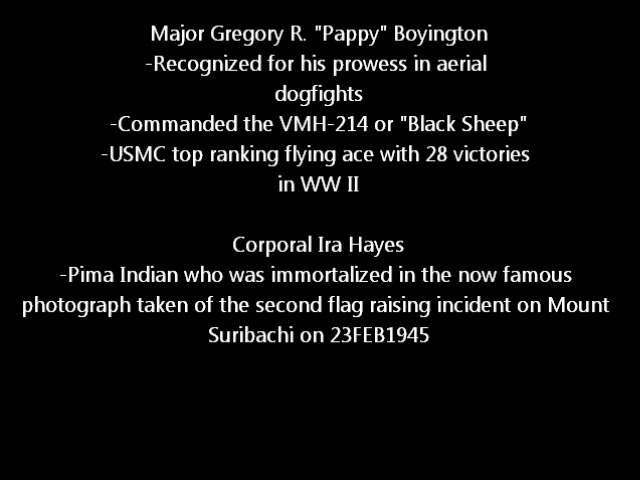 Major Gregory R. "Pappy" Boyington
-Recognized for his prowess in aerial
dogfights
-Commanded the VMH-214 or "Black Sheep"
-USMC top ranking flying ace with 28 victories
in WW II
Corporal Ira Hayes
-Pima Indian who was immortalized in the now famous
photograph taken of the second flag raising incident on Mount
Suribachi on 23FEB1945